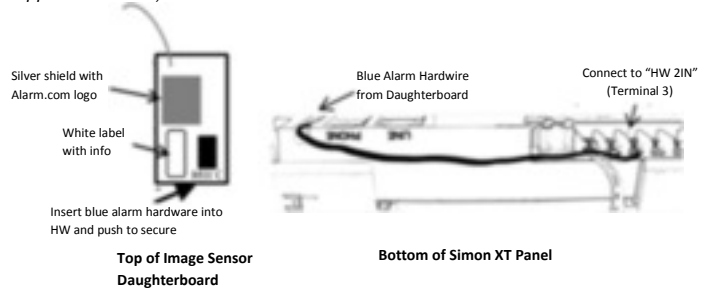 Silver shield with
Alarm.com logo
White label
with info
Insert blue alarm hardware into
HW and push to secure
Top of Image Sensor
Daughterboard
Blue Alarm Hardwire
from Daughterboard
Connect to “HW 2IN”
(Terminal 3)
PHONE
LINE
Bottom of Simon XT Panel